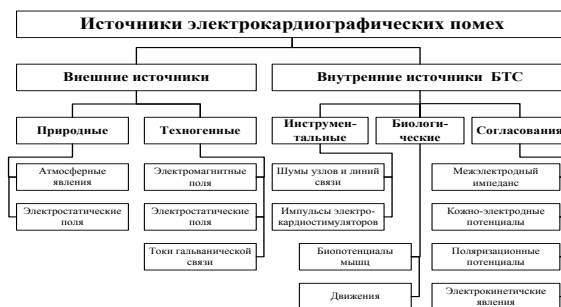 Источники электрокардиографических помех
Внешние источники
Внутренние источники БТС
Природные
Техногенные
Инструмен-
тальные
Биологи-
ческие
Согласования
Атмосферные
явления
Электростатические
поля
Электромагнитные
поля
Электростатические
поля
Токи гальванической
связи
Шумы узлов и линий
связи
Импульсы электро-
кардиостимуляторов
Биопотенциалы
мышц
Движения
Межэлектродный
импеданс
Кожно-электродные
потенциалы
Поляризационные
потенциалы
Электрокинетичские
явления